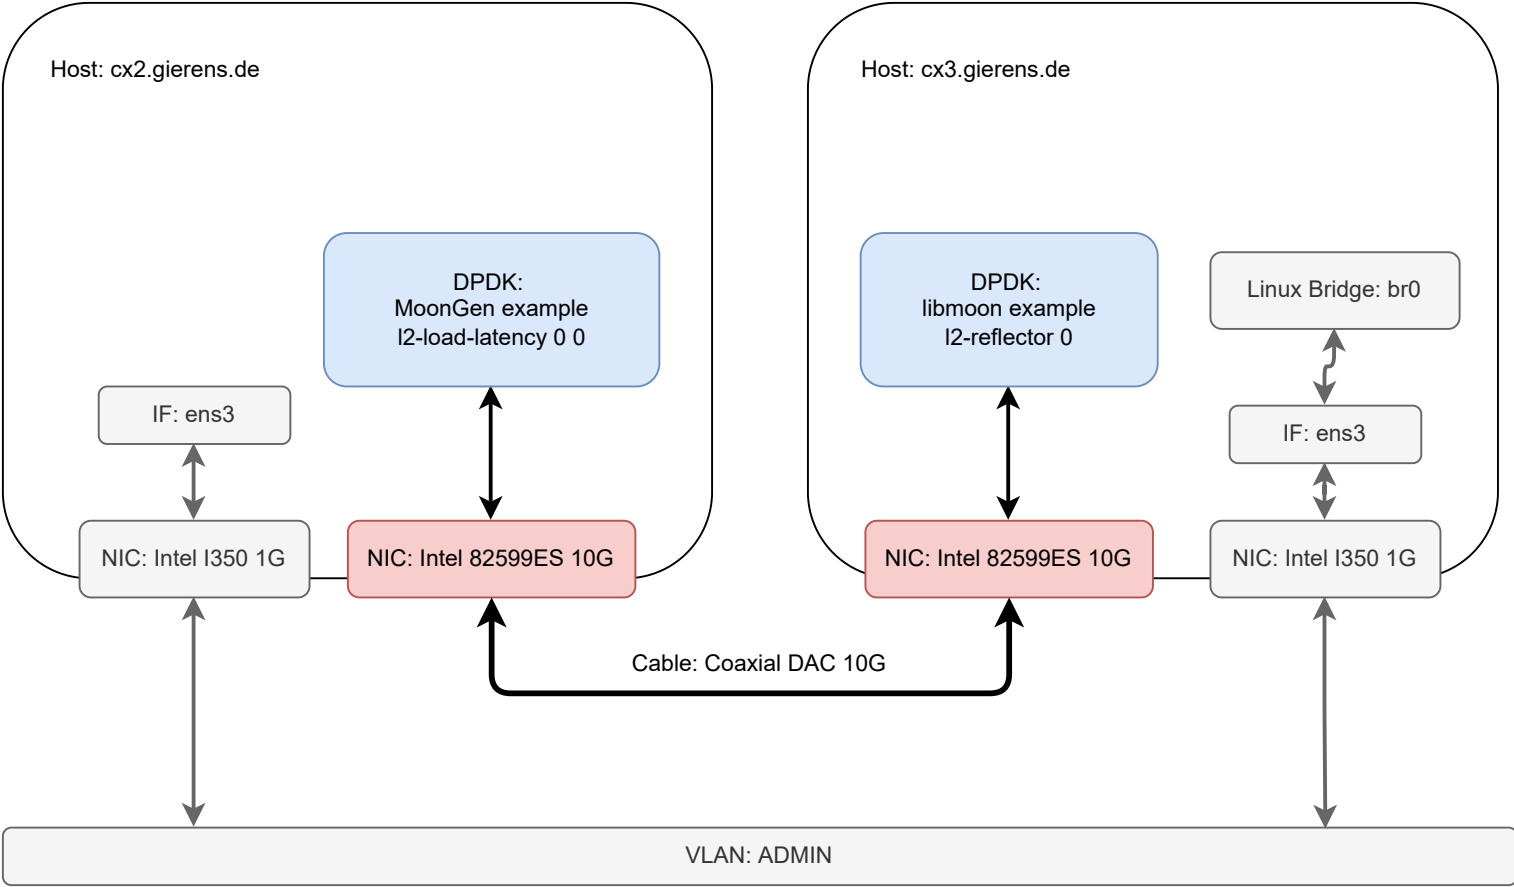 Host: cx2.gierens.de
Host: cx3.gierens.de
DPDK:
MoonGen example
l2-load-latency 0 0
DPDK:
libmoon example
l2-reflector 0
Linux Bridge: br0
IF: ens3
IF: ens3
NIC: Intel I350 1G
NIC: Intel 82599ES 10G
NIC: Intel 82599ES 10G
NIC: Intel I350 1G
Cable: Coaxial DAC 10G
VLAN: ADMIN